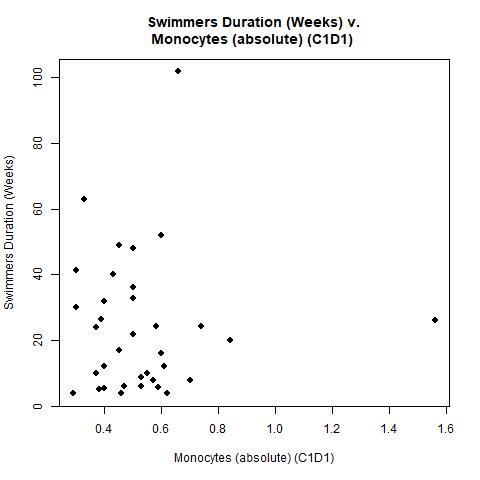 Swimmers Duration (Weeks) v.
Monocytes (absolute) (C1D1)
Swimmers Duration (Weeks)
100
80
60
40
20
0
0.4 0.6 0.8 1.0 1.2 1.4 1.6
Monocytes (absolute) (C1D1)